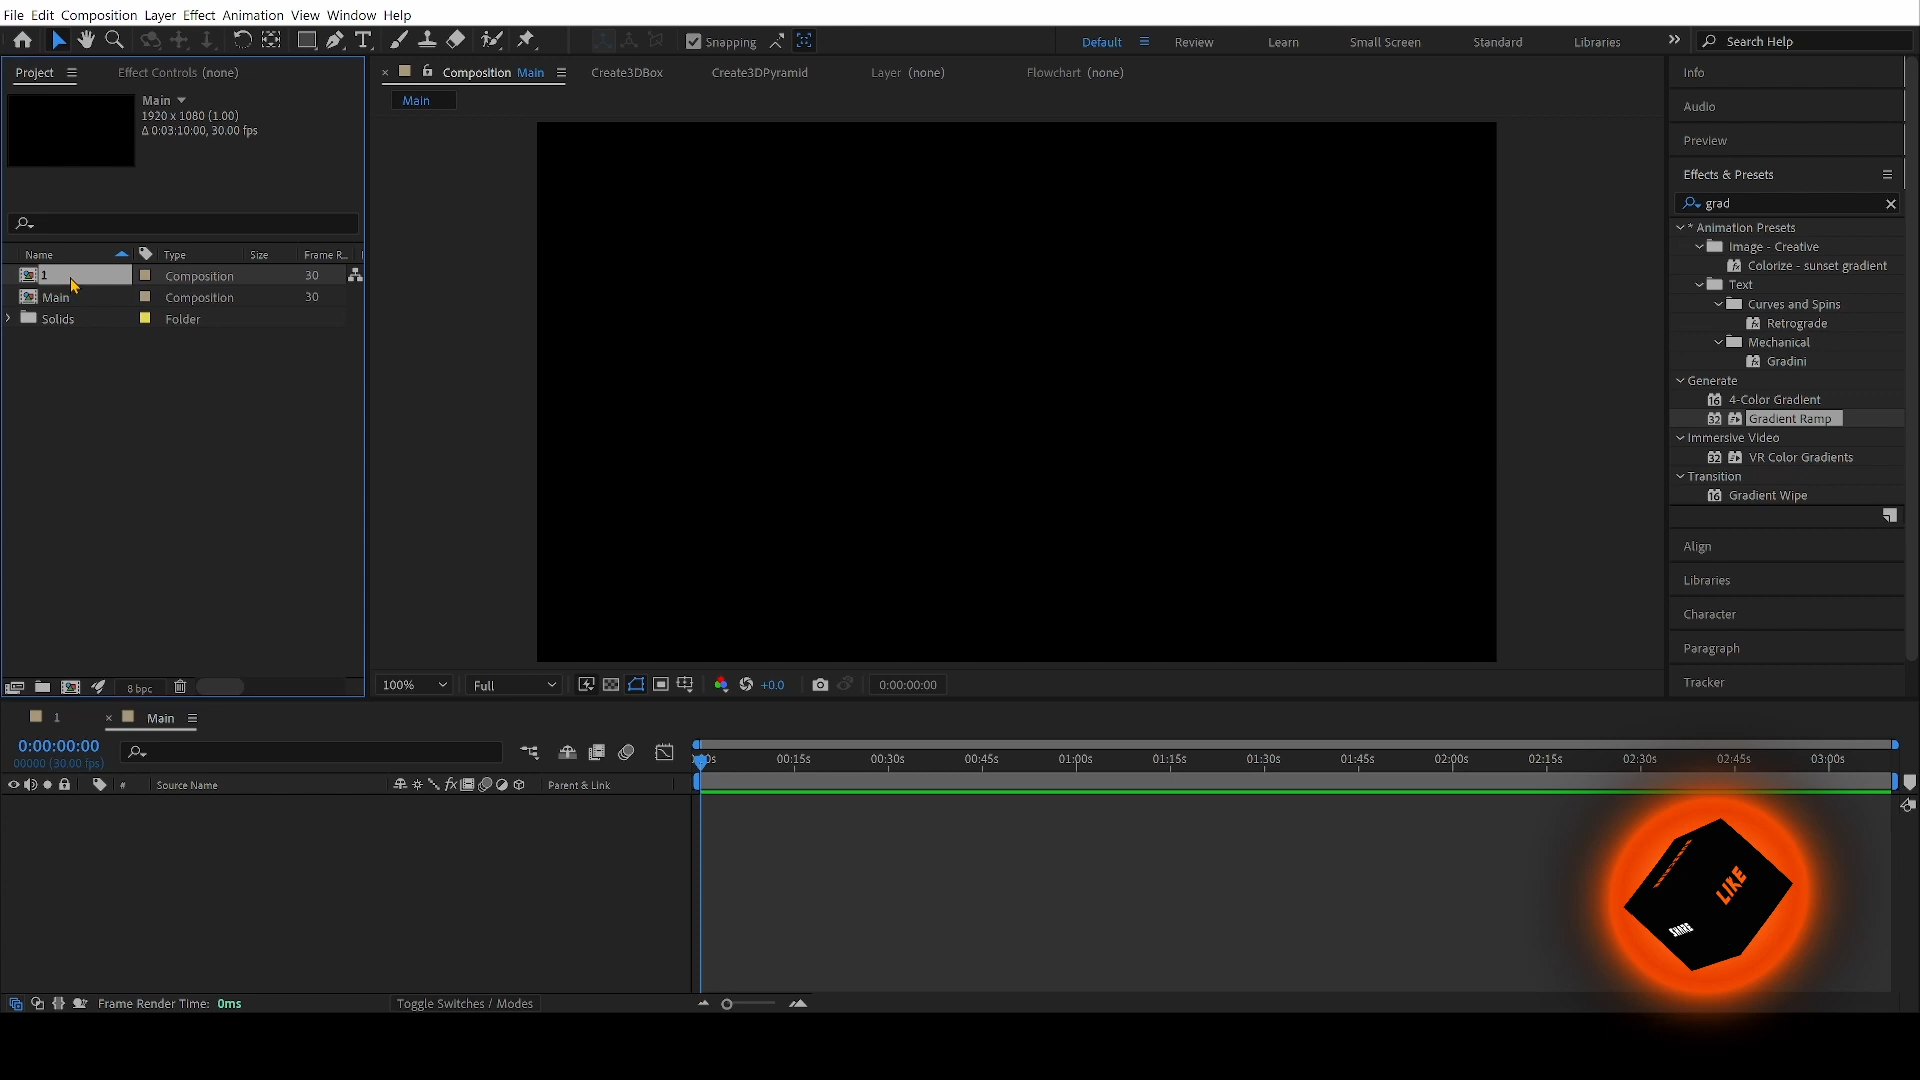 File Edit Composition Layer Effect Animation View Window Help
Snapping
Default Review Learn Small Screen Standard Libraries
Search Help
Project
Effect Controls (none)
Composition Main
Create3DBox
Create3DPyramid
Layer (none)
Flowchart (none)
Main
Main
1920 x 1080 (1.00)
Δ 0:03:10:00, 30.00 fps
Name Type Size Frame R...
1 Composition 30
Main Composition 30
Solids Folder
8 bpc
100% Full +0.0 0:00:00:00
Info
Audio
Preview
Effects & Presets
grad
* Animation Presets
Image - Creative
Colorize - sunset gradient
Text
Curves and Spins
Retrograde
Mechanical
Gradini
Generate
16 4-Color Gradient
32 Gradient Ramp
Immersive Video
32 VR Color Gradients
Transition
16 Gradient Wipe
Align
Libraries
Character
Paragraph
Tracker
1
Main
0:00:00:00
00000 (30.00 fps)
# Source Name fx Parent & Link
00:15s 00:30s 00:45s 01:00s 01:15s 01:30s 01:45s 02:00s 02:15s 02:30s 02:45s 03:00s
LIKE
SHARE
Frame Render Time: 0ms
Toggle Switches / Modes